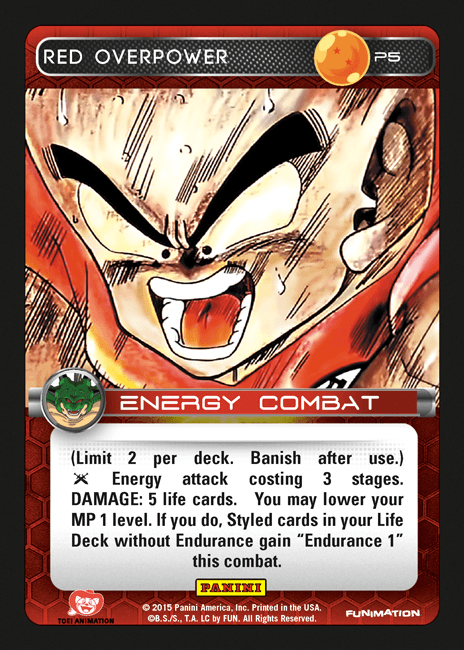 RED OVERPOWER P5
ENERGY COMBAT
(Limit 2 per deck. Banish after use.)
Energy attack costing 3 stages.
DAMAGE: 5 life cards. You may lower your
MP 1 level. If you do, Styled cards in your Life
Deck without Endurance gain “Endurance 1”
this combat.
PANINI
© 2015 Panini America, Inc. Printed in the USA.
©B.S./S., T.A. LC by FUN. All Rights Reserved.
TOEI ANIMATION
FUNIMATION